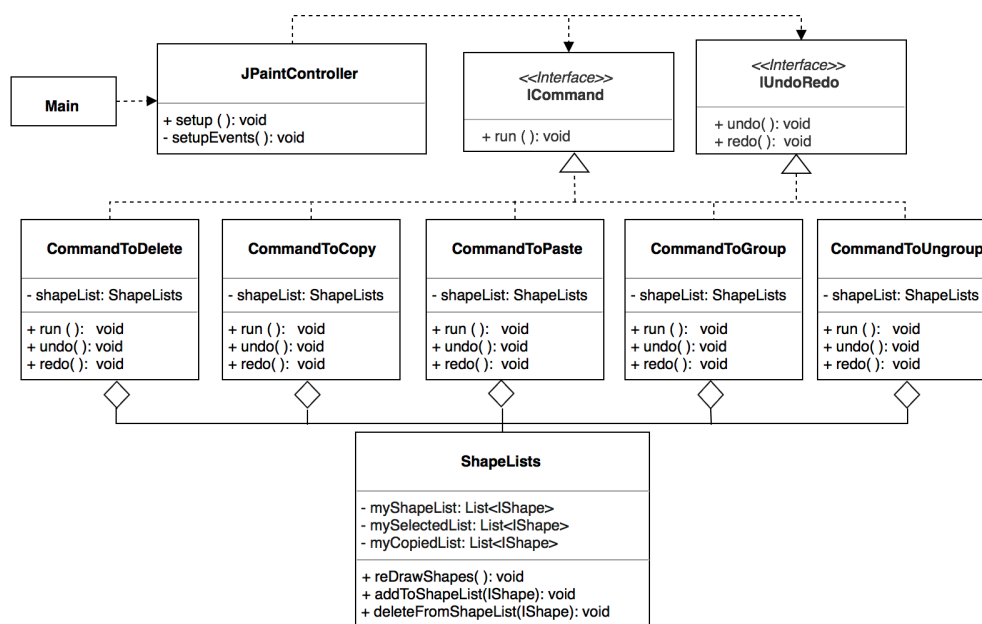 Main
JPaintController
+ setup ( ): void
- setupEvents( ): void
<<Interface>>
ICommand
+ run ( ): void
<<Interface>>
IUndoRedo
+ undo( ): void
+ redo( ): void
CommandToDelete
- shapeList: ShapeLists
+ run ( ): void
+ undo( ): void
+ redo( ): void
CommandToCopy
- shapeList: ShapeLists
+ run ( ): void
+ undo( ): void
+ redo( ): void
CommandToPaste
- shapeList: ShapeLists
+ run ( ): void
+ undo( ): void
+ redo( ): void
CommandToGroup
- shapeList: ShapeLists
+ run ( ): void
+ undo( ): void
+ redo( ): void
CommandToUngroup
- shapeList: ShapeLists
+ run ( ): void
+ undo( ): void
+ redo( ): void
ShapeLists
- myShapeList: List<IShape>
- mySelectedList: List<IShape>
- myCopiedList: List<IShape>
+ reDrawShapes( ): void
+ addToShapeList(IShape): void
+ deleteFromShapeList(IShape): void